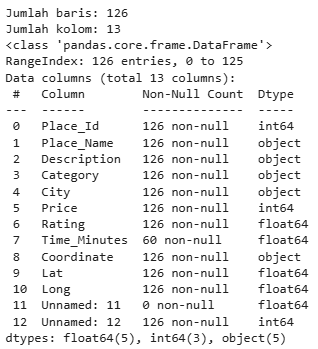 Jumlah baris: 126
Jumlah kolom: 13
<class 'pandas.core.frame.DataFrame'>
RangeIndex: 126 entries, 0 to 125
Data columns (total 13 columns):
 #   Column        Non-Null Count  Dtype
---  ------        --------------  -----
 0   Place_Id      126 non-null    int64
 1   Place_Name    126 non-null    object
 2   Description   126 non-null    object
 3   Category      126 non-null    object
 4   City          126 non-null    object
 5   Price         126 non-null    int64
 6   Rating        126 non-null    float64
 7   Time_Minutes  60 non-null     float64
 8   Coordinate    126 non-null    object
 9   Lat           126 non-null    float64
 10  Long          126 non-null    float64
 11  Unnamed: 11   0 non-null      float64
 12  Unnamed: 12   126 non-null    int64
dtypes: float64(5), int64(3), object(5)